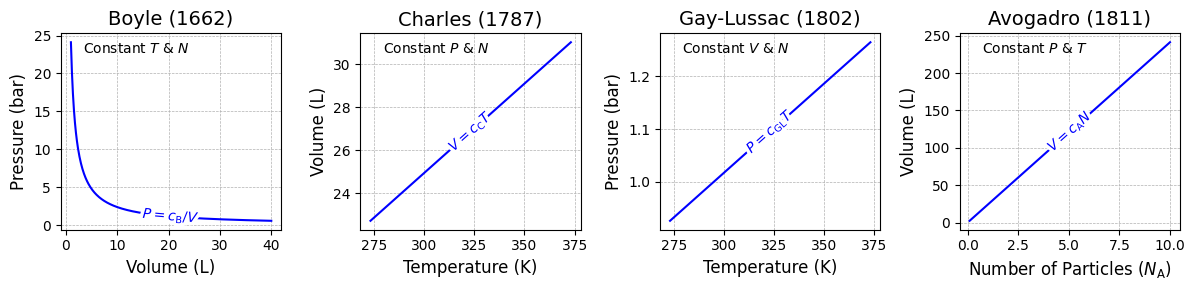 Boyle (1662)
Constant T & N
Pressure (bar)
25
20
15
10
5
0
P = c_B/V
0 10 20 30 40
Volume (L)
Charles (1787)
Constant P & N
Volume (L)
30
28
26
24
V = c_C T
275 300 325 350 375
Temperature (K)
Gay-Lussac (1802)
Constant V & N
Pressure (bar)
1.2
1.1
1.0
P = c_GL T
275 300 325 350 375
Temperature (K)
Avogadro (1811)
Constant P & T
Volume (L)
250
200
150
100
50
0
V = c_A N
0.0 2.5 5.0 7.5 10.0
Number of Particles (N_A)